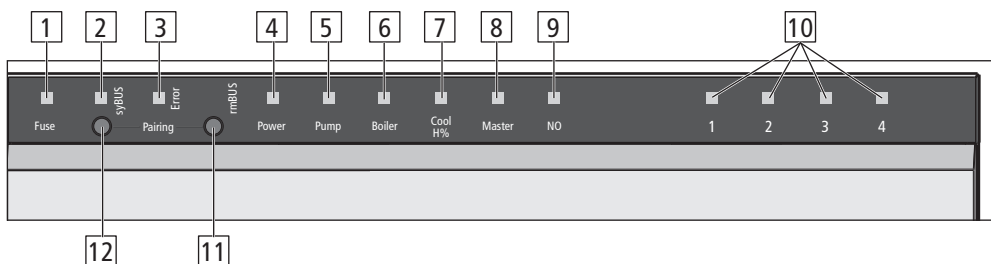 1 2 3 4 5 6 7 8 9 10
syBUS Error rmBUS
Fuse Pairing Power Pump Boiler Cool H% Master NO 1 2 3 4
12 11